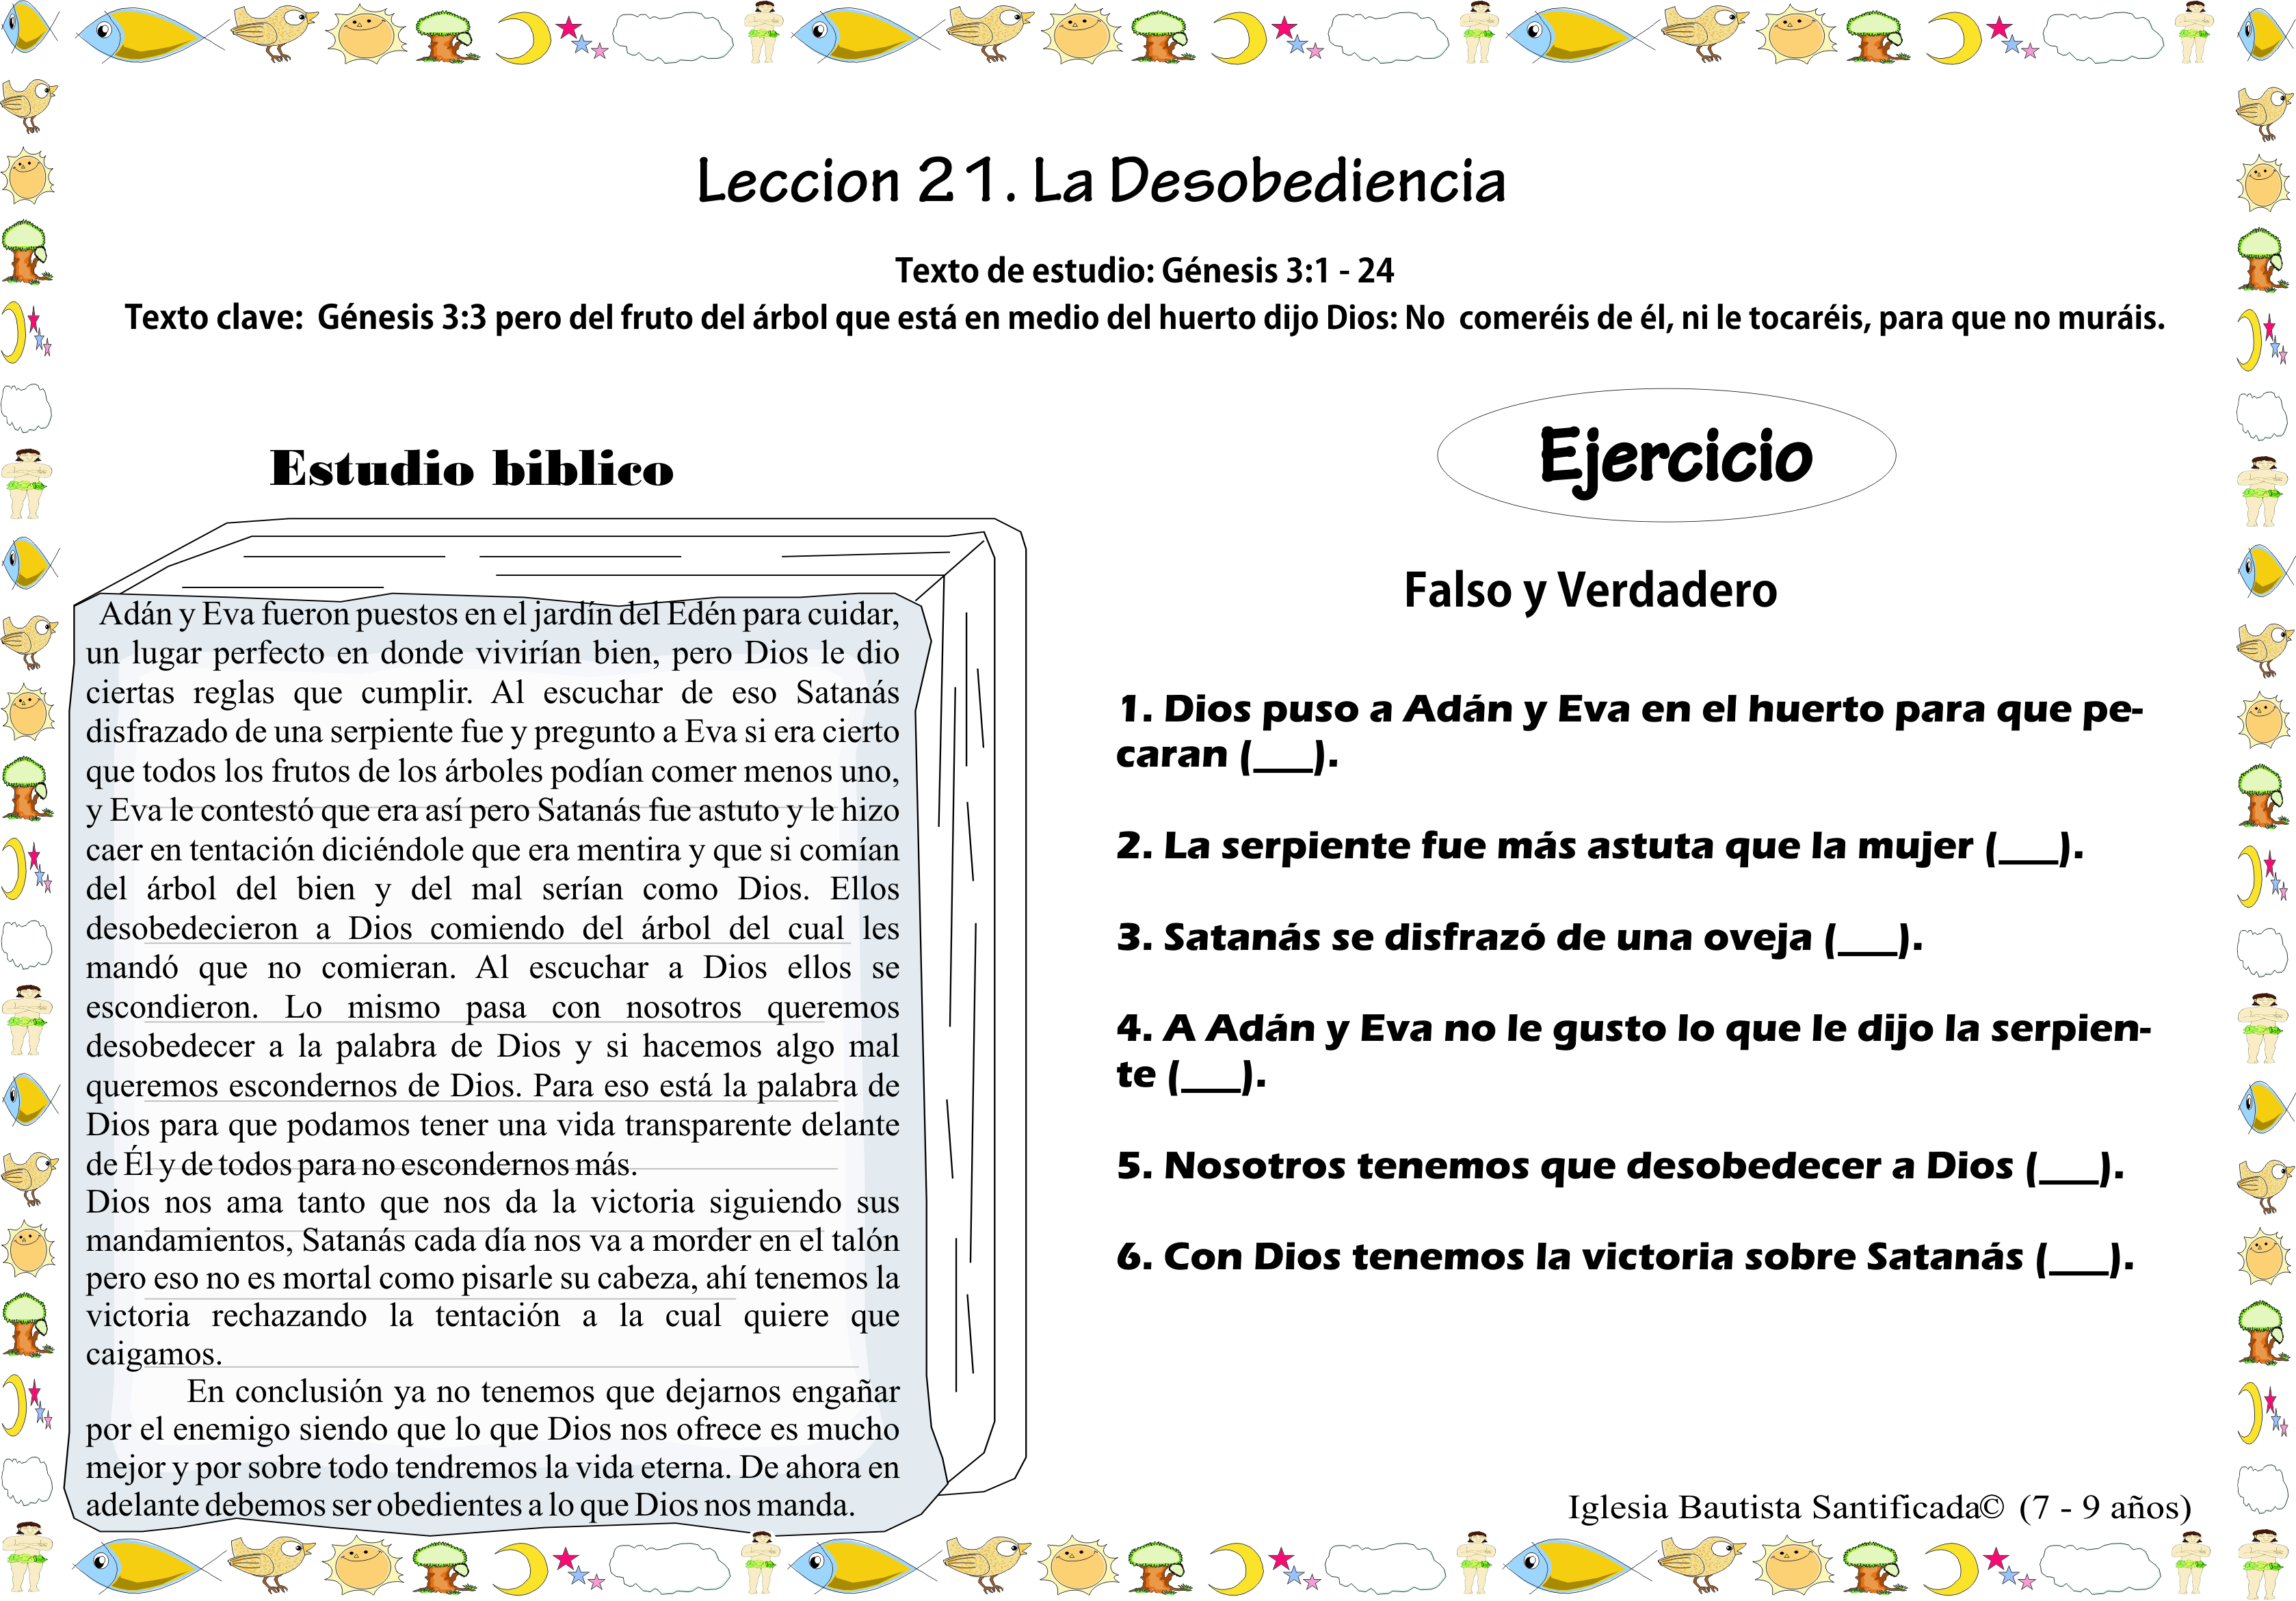 Leccion 21. La Desobediencia
Texto de estudio: Génesis 3:1 - 24
Texto clave:  Génesis 3:3 pero del fruto del árbol que está en medio del huerto dijo Dios: No  comeréis de él, ni le tocaréis, para que no muráis.
Estudio biblico
Adán y Eva fueron puestos en el jardín del Edén para cuidar,
un lugar perfecto en donde vivirían bien, pero Dios le dio
ciertas reglas que cumplir. Al escuchar de eso Satanás
disfrazado de una serpiente fue y pregunto a Eva si era cierto
que todos los frutos de los árboles podían comer menos uno,
y Eva le contestó que era así pero Satanás fue astuto y le hizo
caer en tentación diciéndole que era mentira y que si comían
del árbol del bien y del mal serían como Dios. Ellos
desobedecieron a Dios comiendo del árbol del cual les
mandó que no comieran. Al escuchar a Dios ellos se
escondieron. Lo mismo pasa con nosotros queremos
desobedecer a la palabra de Dios y si hacemos algo mal
queremos escondernos de Dios. Para eso está la palabra de
Dios para que podamos tener una vida transparente delante
de Él y de todos para no escondernos más.
Dios nos ama tanto que nos da la victoria siguiendo sus
mandamientos, Satanás cada día nos va a morder en el talón
pero eso no es mortal como pisarle su cabeza, ahí tenemos la
victoria rechazando la tentación a la cual quiere que
caigamos.
En conclusión ya no tenemos que dejarnos engañar
por el enemigo siendo que lo que Dios nos ofrece es mucho
mejor y por sobre todo tendremos la vida eterna. De ahora en
adelante debemos ser obedientes a lo que Dios nos manda.
Ejercicio
Falso y Verdadero
1. Dios puso a Adán y Eva en el huerto para que pe-
caran (___).
2. La serpiente fue más astuta que la mujer (___).
3. Satanás se disfrazó de una oveja (___).
4. A Adán y Eva no le gusto lo que le dijo la serpien-
te (___).
5. Nosotros tenemos que desobedecer a Dios (___).
6. Con Dios tenemos la victoria sobre Satanás (___).
Iglesia Bautista Santificada© (7 - 9 años)